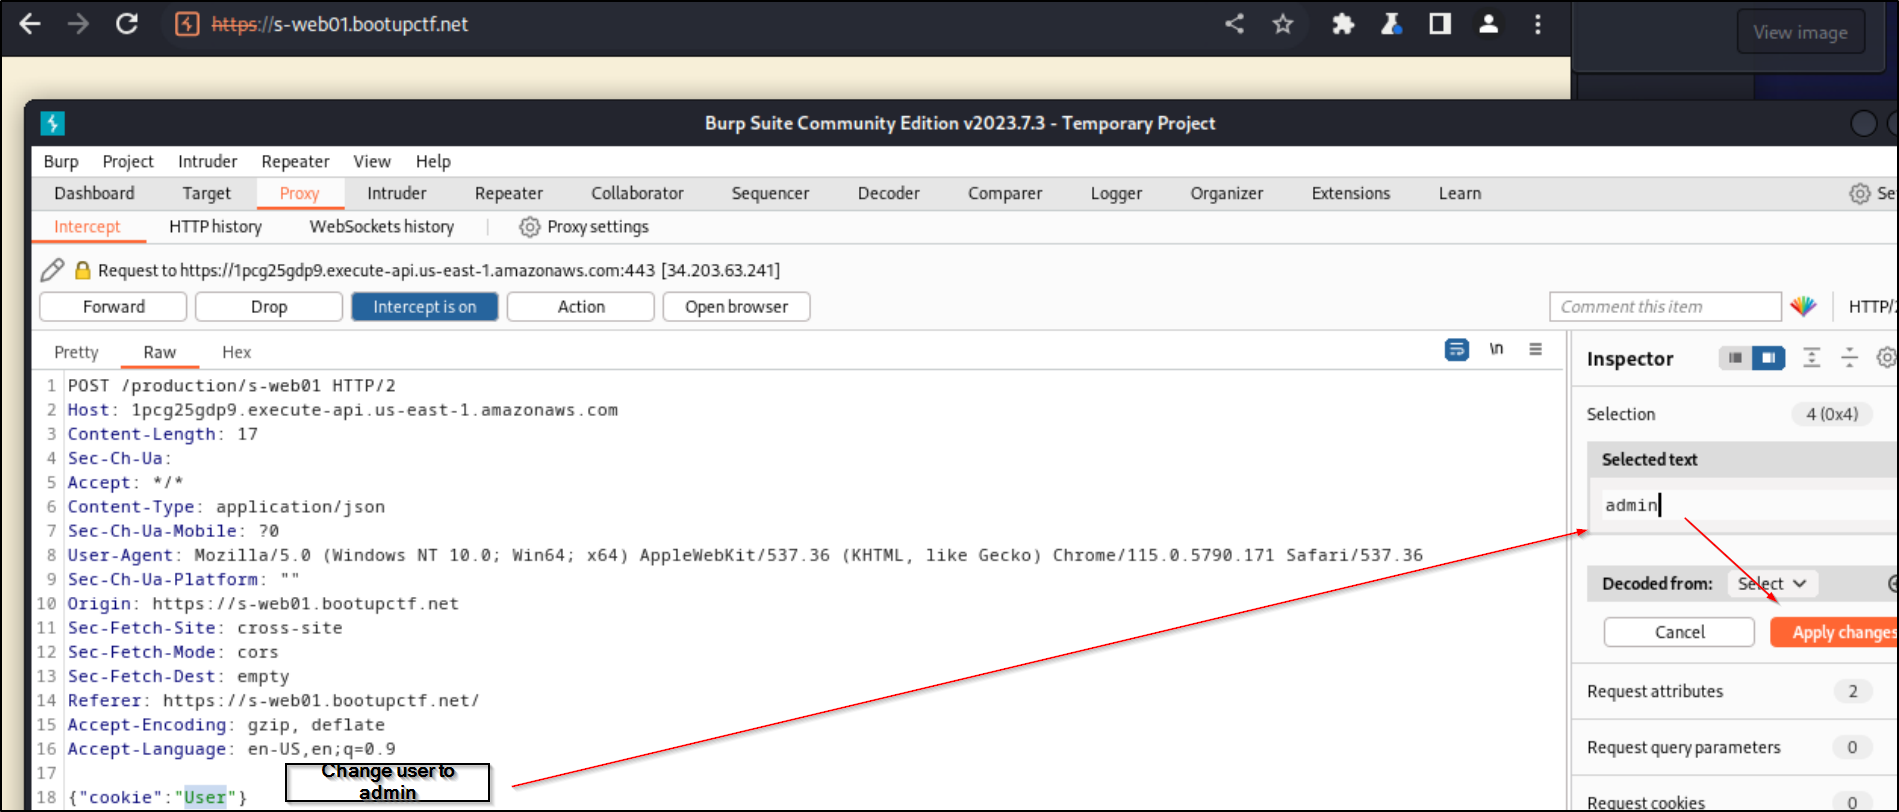 https://s-web01.bootupctf.net
View image
Burp Suite Community Edition v2023.7.3 - Temporary Project
Burp Project Intruder Repeater View Help
Dashboard Target Proxy Intruder Repeater Collaborator Sequencer Decoder Comparer Logger Organizer Extensions Learn
Intercept HTTP history WebSockets history Proxy settings
Request to https://1pcg25gdp9.execute-api.us-east-1.amazonaws.com:443 [34.203.63.241]
Forward Drop Intercept is on Action Open browser Comment this item HTTP/2
Pretty Raw Hex \n
1 POST /production/s-web01 HTTP/2
2 Host: 1pcg25gdp9.execute-api.us-east-1.amazonaws.com
3 Content-Length: 17
4 Sec-Ch-Ua:
5 Accept: */*
6 Content-Type: application/json
7 Sec-Ch-Ua-Mobile: ?0
8 User-Agent: Mozilla/5.0 (Windows NT 10.0; Win64; x64) AppleWebKit/537.36 (KHTML, like Gecko) Chrome/115.0.5790.171 Safari/537.36
9 Sec-Ch-Ua-Platform: ""
10 Origin: https://s-web01.bootupctf.net
11 Sec-Fetch-Site: cross-site
12 Sec-Fetch-Mode: cors
13 Sec-Fetch-Dest: empty
14 Referer: https://s-web01.bootupctf.net/
15 Accept-Encoding: gzip, deflate
16 Accept-Language: en-US,en;q=0.9
17
18 {"cookie":"User"}
Change user to
admin
Inspector
Selection 4 (0x4)
Selected text
admin
Decoded from: Select
Cancel Apply changes
Request attributes 2
Request query parameters 0
Request cookies 0